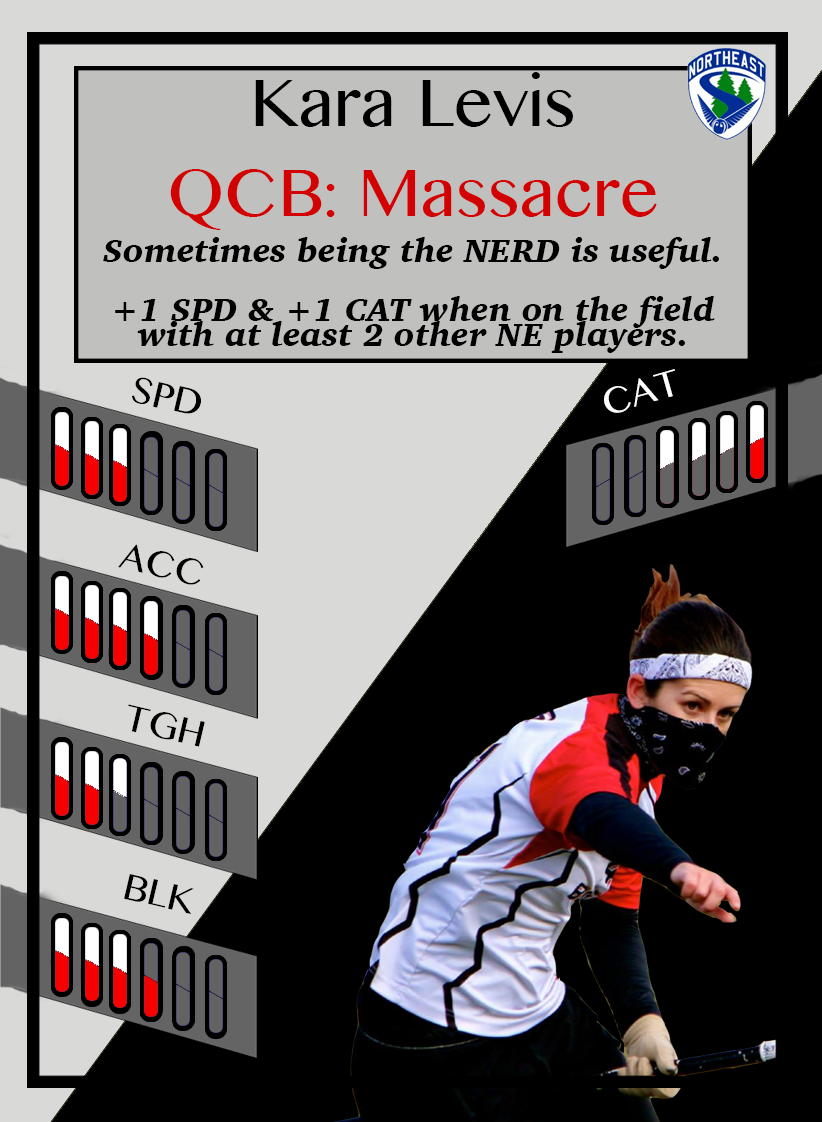 NORTHEAST
Kara Levis
QCB: Massacre
Sometimes being the NERD is useful.
+1 SPD & +1 CAT when on the field
with at least 2 other NE players.
SPD
CAT
ACC
TGH
BLK